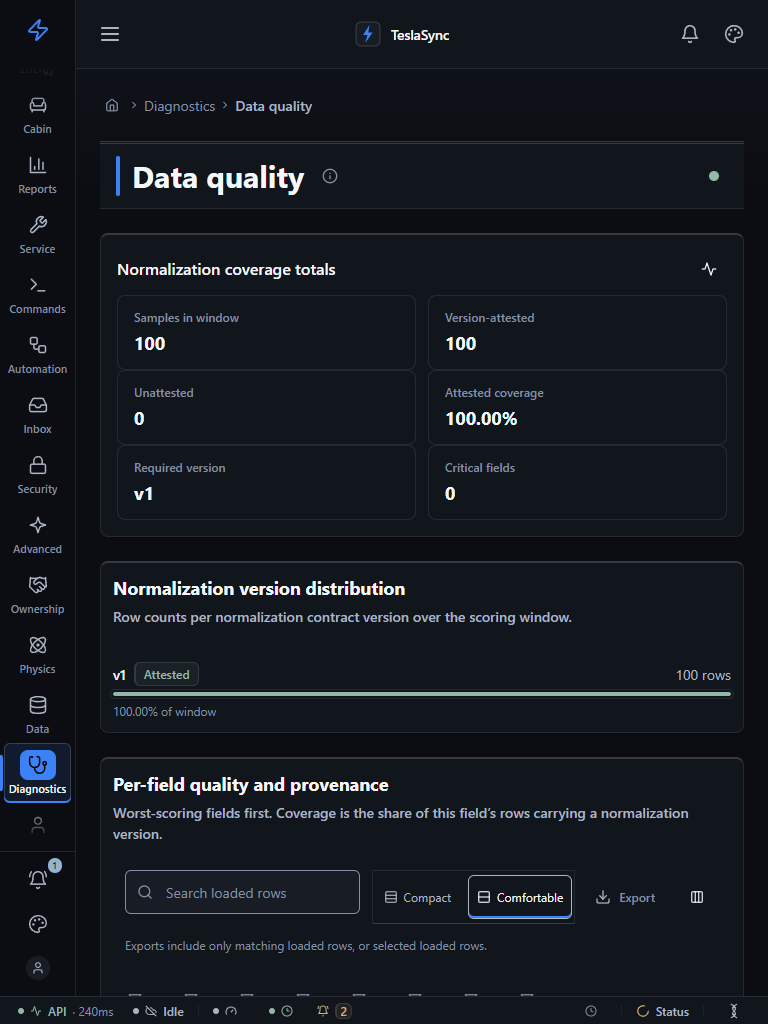 TeslaSync
Energy
Cabin
Reports
Service
Commands
Automation
Inbox
Security
Advanced
Ownership
Physics
Data
Diagnostics
1
Diagnostics
Data quality
Data quality
Normalization coverage totals
Samples in window
100
Version-attested
100
Unattested
0
Attested coverage
100.00%
Required version
v1
Critical fields
0
Normalization version distribution
Row counts per normalization contract version over the scoring window.
v1 Attested 100 rows
100.00% of window
Per-field quality and provenance
Worst-scoring fields first. Coverage is the share of this field's rows carrying a normalization
version.
Search loaded rows
Compact
Comfortable
Export
Exports include only matching loaded rows, or selected loaded rows.
API · 240ms
Idle
2
Status